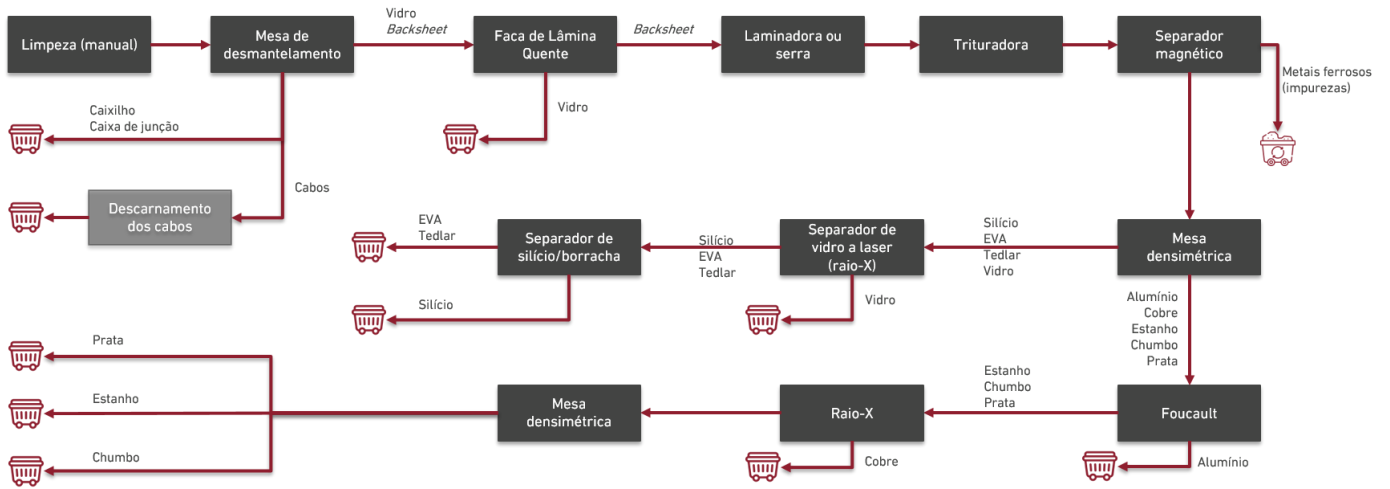 Limpeza (manual)
Mesa de
desmantelamento
Vidro
Backsheet
Faca de Lâmina
Quente
Backsheet
Laminadora ou
serra
Trituradora
Separador
magnético
Metais ferrosos
(impurezas)
Caixilho
Caixa de junção
Vidro
Cabos
Descarnamento
dos cabos
EVA
Tedlar
Separador de
silício/borracha
Silício
EVA
Tedlar
Separador de
vidro a laser
(raio-X)
Silício
EVA
Tedlar
Vidro
Mesa
densimétrica
Silício
Vidro
Alumínio
Cobre
Estanho
Chumbo
Prata
Prata
Estanho
Chumbo
Mesa
densimétrica
Raio-X
Estanho
Chumbo
Prata
Foucault
Cobre
Alumínio